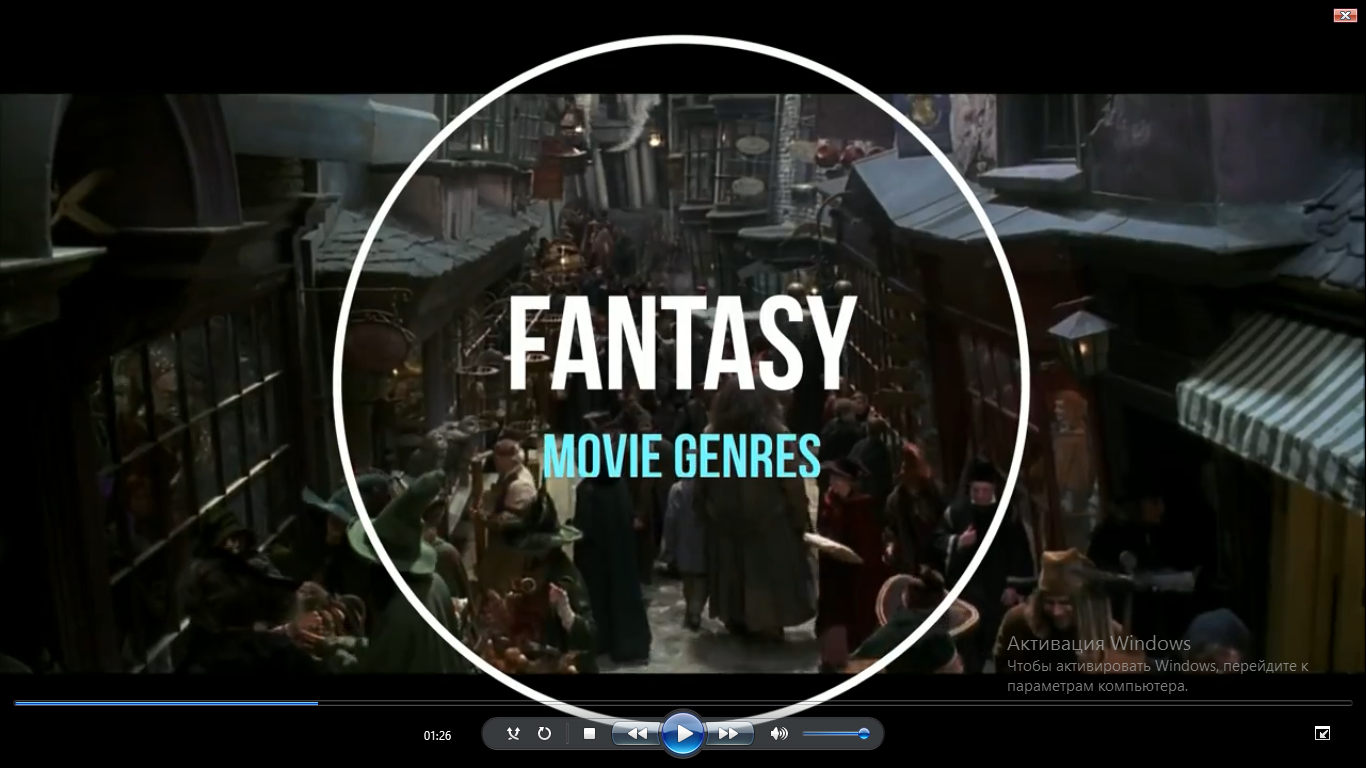 FANTASY
MOVIE GENRES
Активация Windows
Чтобы активировать Windows, перейдите к
параметрам компьютера.
01:26